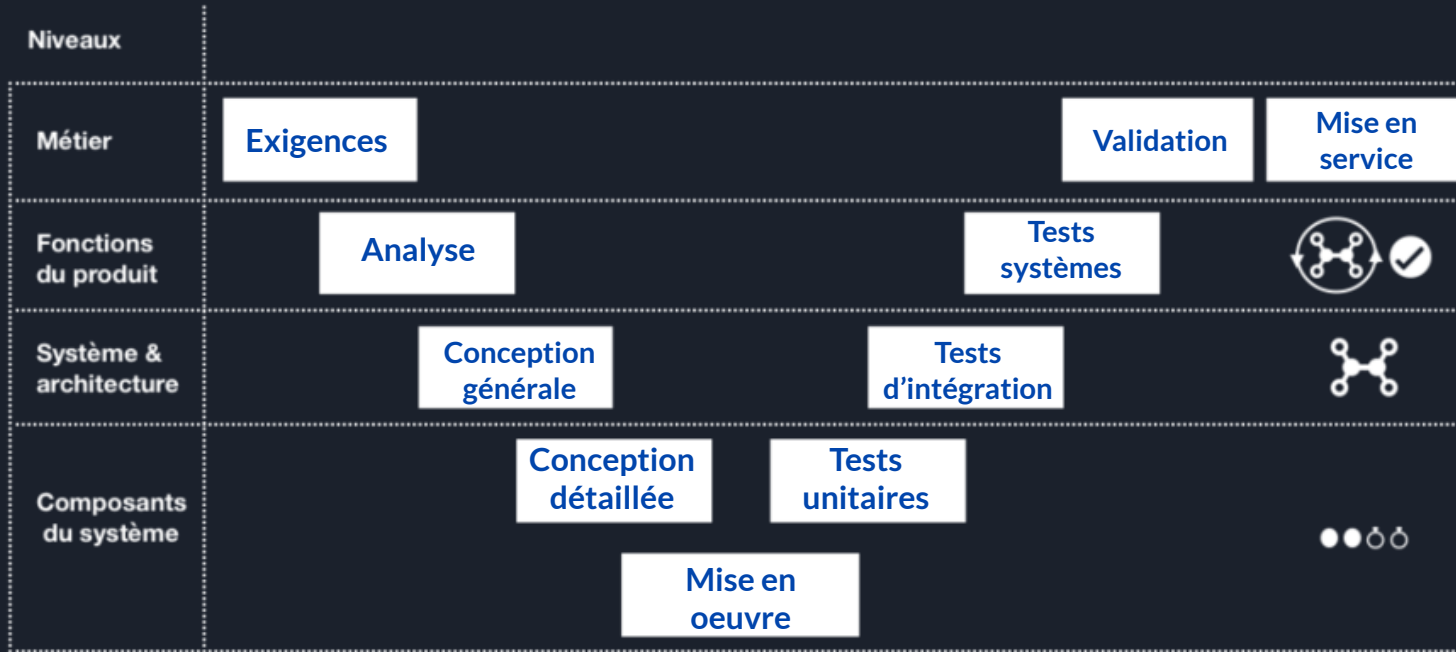 Niveaux
Métier
Exigences
Validation
Mise en
service
Fonctions
du produit
Analyse
Tests
systèmes
Système &
architecture
Conception
générale
Tests
d’intégration
Composants
du système
Conception
détaillée
Tests
unitaires
Mise en
oeuvre